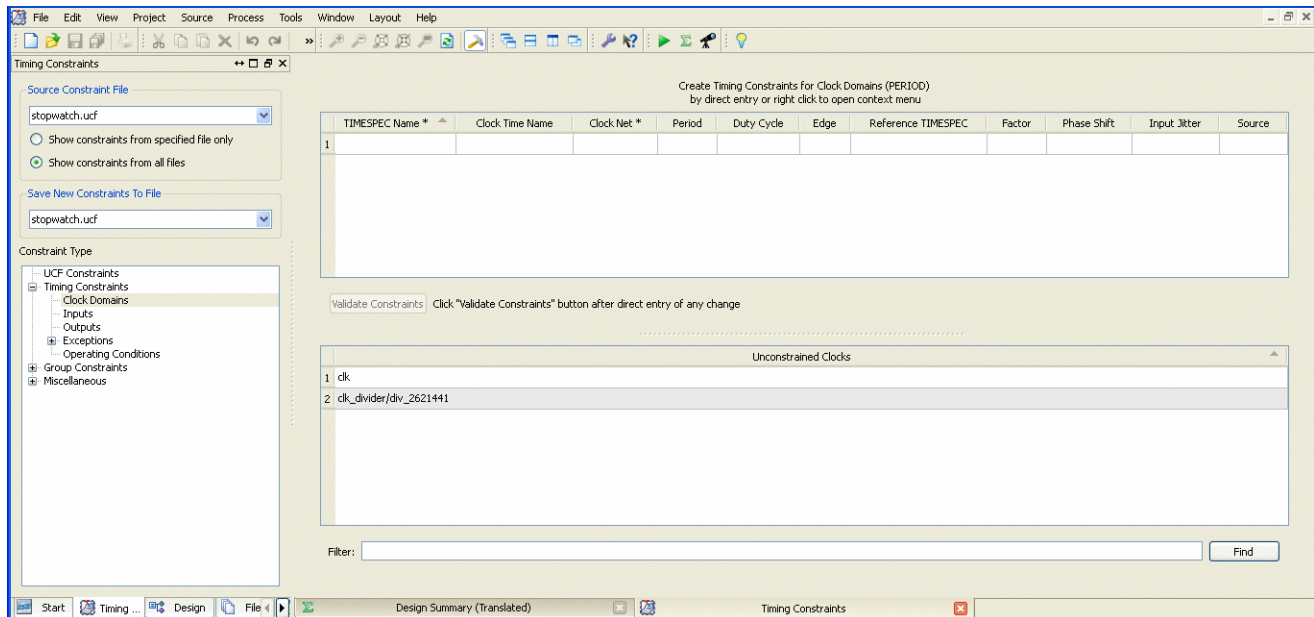 File Edit View Project Source Process Tools Window Layout Help
Timing Constraints
Source Constraint File
stopwatch.ucf
Show constraints from specified file only
Show constraints from all files
Save New Constraints To File
stopwatch.ucf
Constraint Type
UCF Constraints
Timing Constraints
Clock Domains
Inputs
Outputs
Exceptions
Operating Conditions
Group Constraints
Miscellaneous
Create Timing Constraints for Clock Domains (PERIOD)
by direct entry or right click to open context menu
TIMESPEC Name * Clock Time Name Clock Net * Period Duty Cycle Edge Reference TIMESPEC Factor Phase Shift Input Jitter Source
1
Validate Constraints Click "Validate Constraints" button after direct entry of any change
Unconstrained Clocks
1 clk
2 clk_divider/div_2621441
Filter: Find
Start Timing ... Design File Design Summary (Translated) Timing Constraints